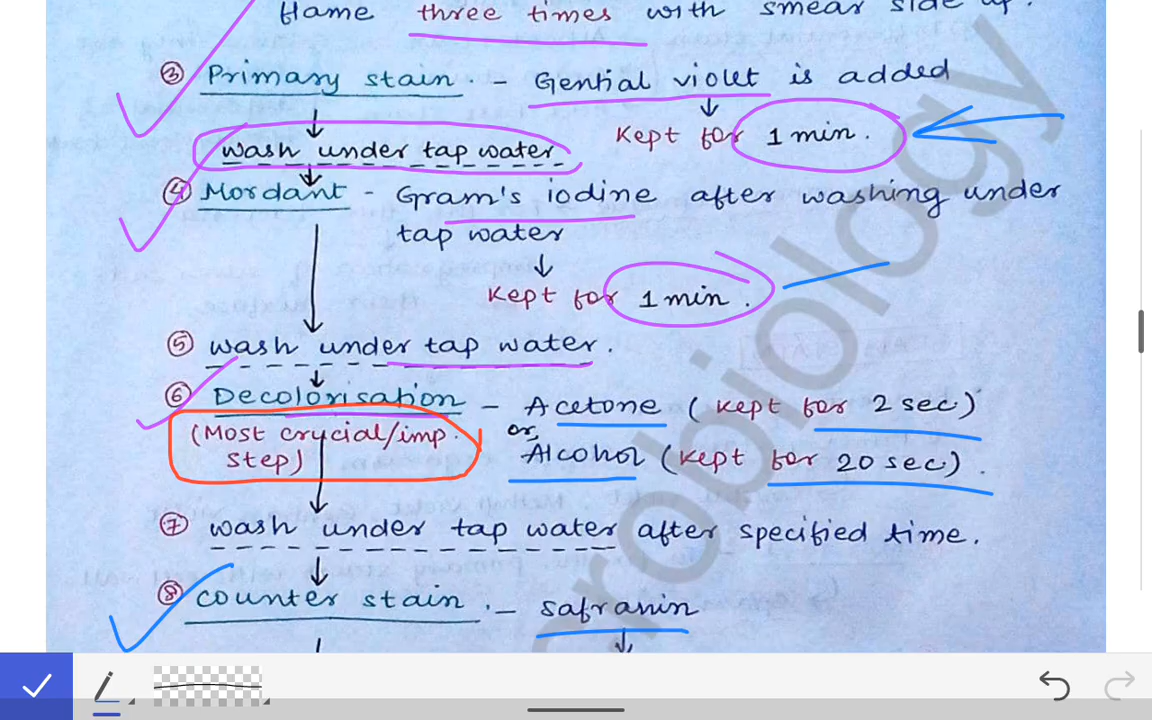 flame three times with smear side up.
③ Primary stain. - Gential violet is added
Kept for 1 min.
wash under tap water
④ Mordant - Gram's iodine after washing under
tap water
Kept for 1 min.
⑤ wash under tap water.
⑥ Decolorisation - Acetone (kept for 2 sec)
(Most crucial/imp. or,
step) Alcohol (kept for 20 sec).
⑦ wash under tap water after specified time.
⑧ counter stain. - safranin
robiology